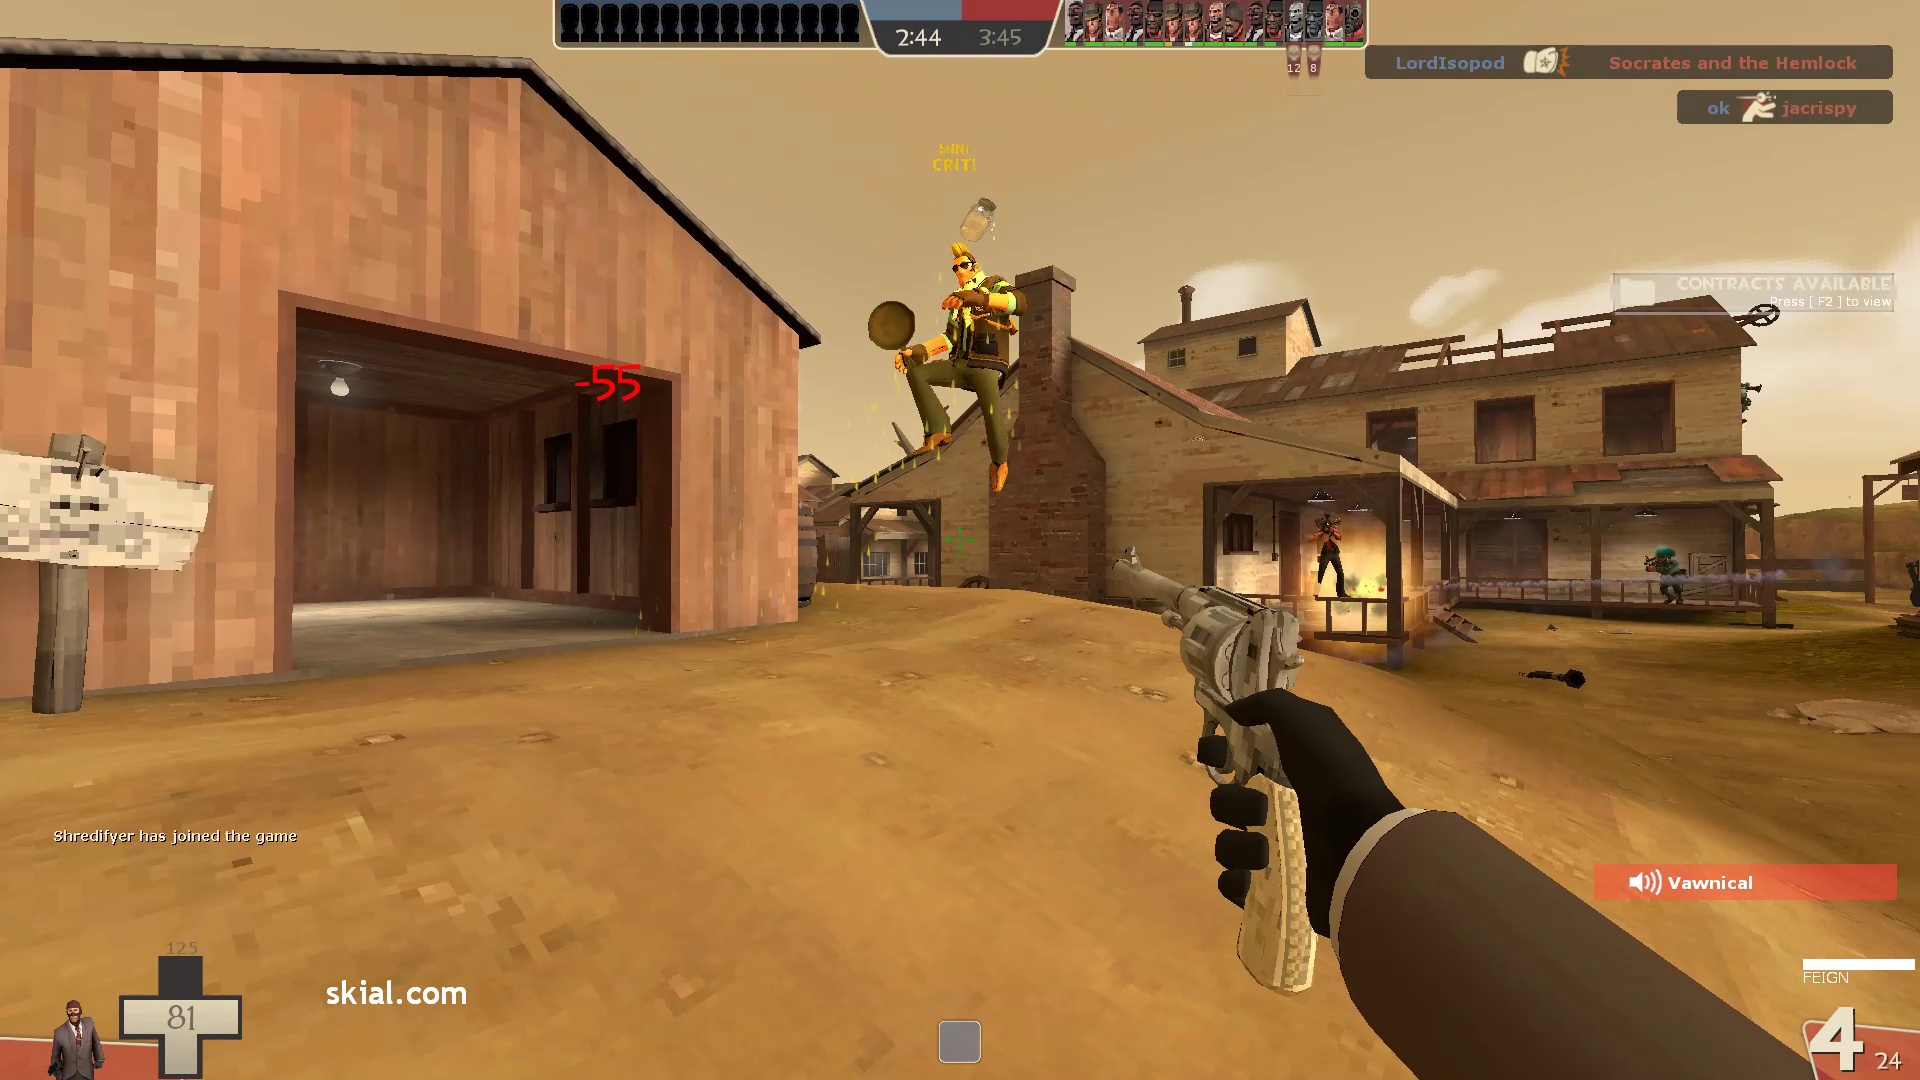 2:44 3:45
12 8
LordIsopod Socrates and the Hemlock
ok jacrispy
MINI
CRIT!
CONTRACTS AVAILABLE
Press [ F2 ] to view
-55
Shredifyer has joined the game
Vawnical
125
81
skial.com
FEIGN
4 24